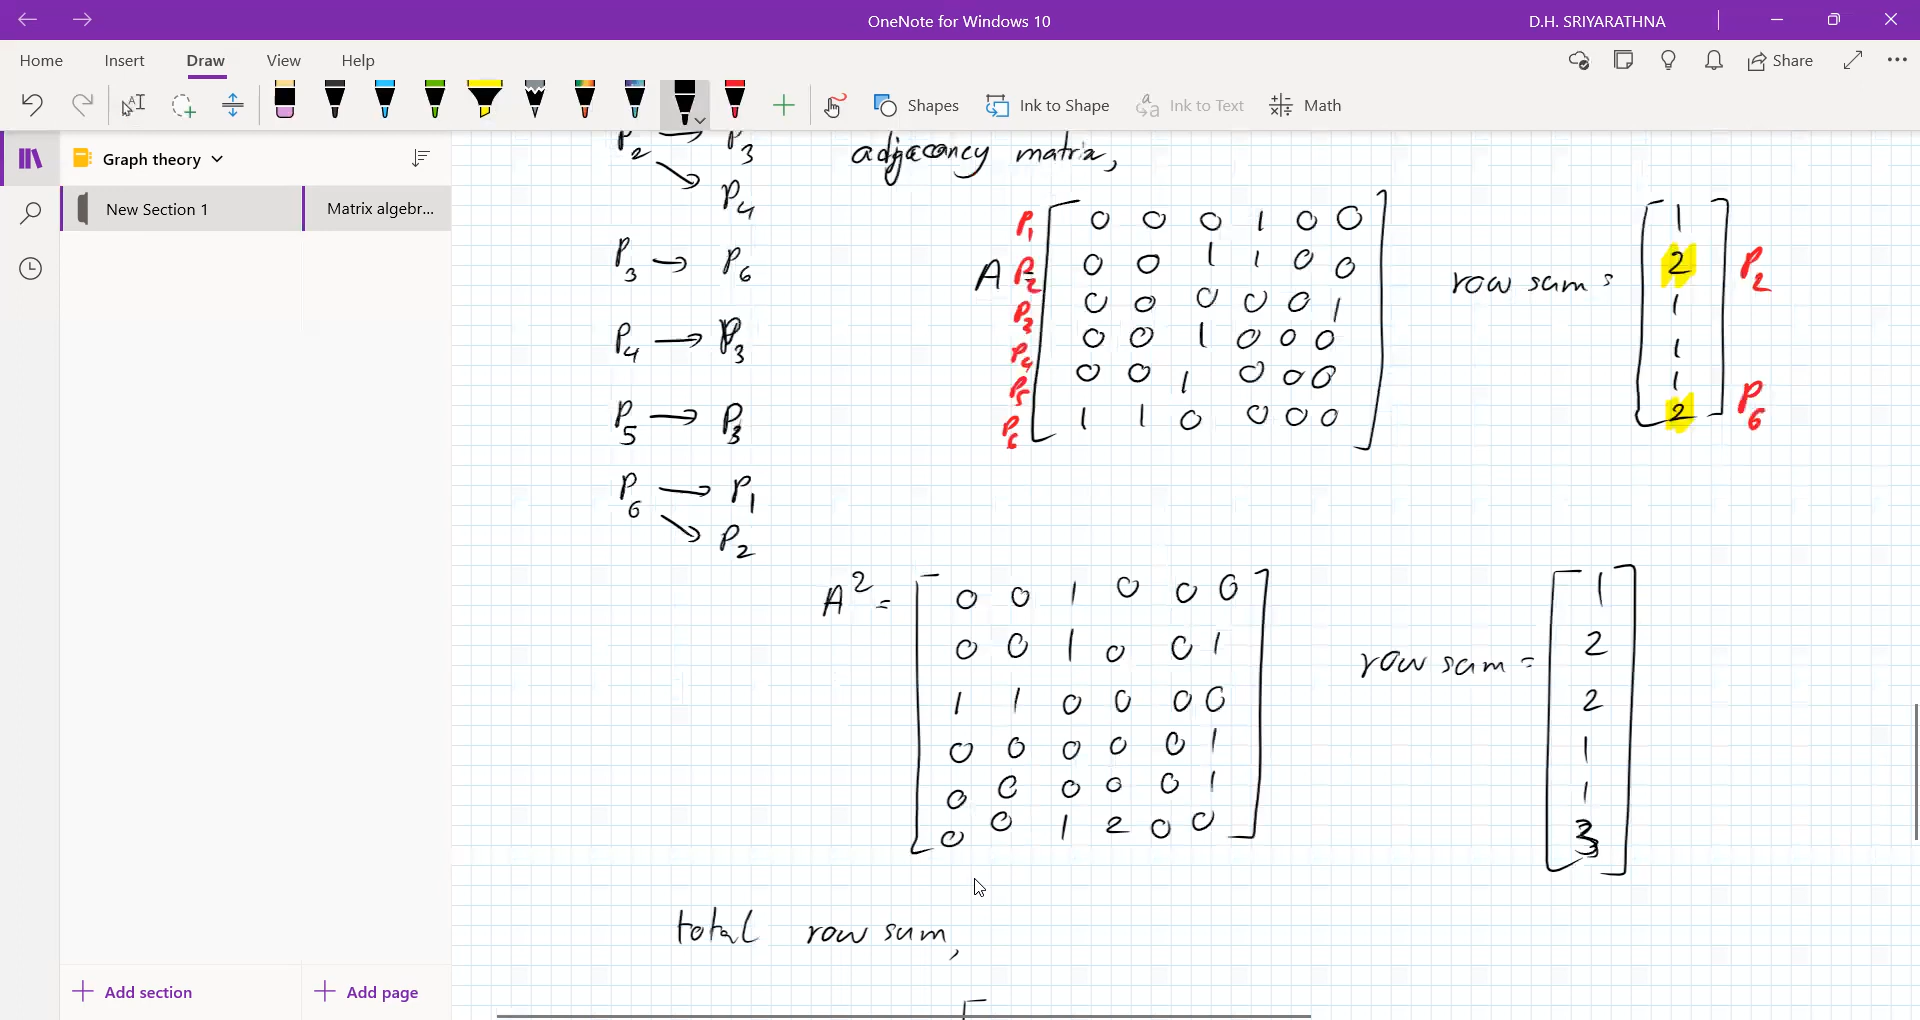 OneNote for Windows 10
D.H. SRIYARATHNA
Home Insert Draw View Help
Share
Shapes Ink to Shape Ink to Text Math
Graph theory
New Section 1
Matrix algebr...
Add section
Add page
P2 → P3
→ P4
P3 → P6
P4 → P3
P5 → P3
P6 → P1
→ P2
adjacancy matrix,
A =
P1 0 0 0 1 0 0
P2 0 0 1 1 0 0
P3 0 0 0 0 0 1
P4 0 0 1 0 0 0
P5 0 0 1 0 0 0
P6 1 1 0 0 0 0
row sum =
1
2 P2
1
1
1
2 P6
A² =
0 0 1 0 0 0
0 0 1 0 0 1
1 1 0 0 0 0
0 0 0 0 0 1
0 0 0 0 0 1
0 0 1 2 0 0
row sum =
1
2
2
1
1
3
total row sum,